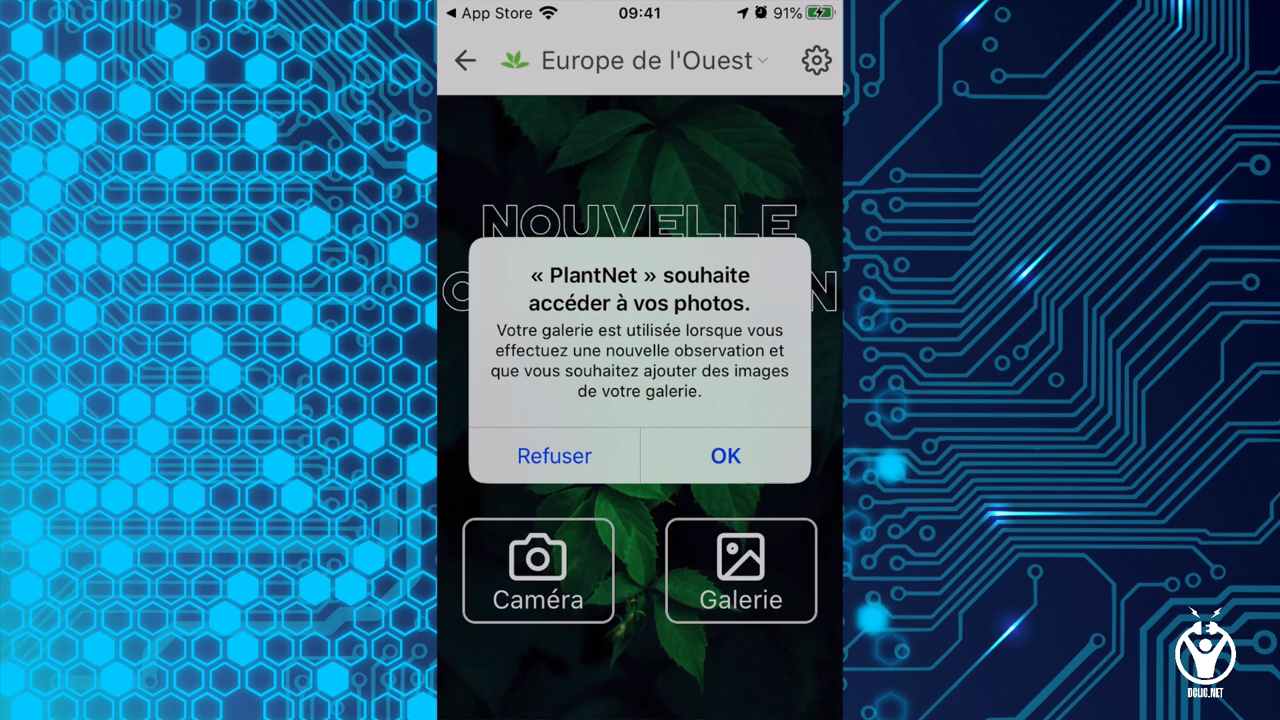 App Store 09:41 91%
Europe de l'Ouest
NOUVELLE
« PlantNet » souhaite
accéder à vos photos.
Votre galerie est utilisée lorsque vous
effectuez une nouvelle observation et
que vous souhaitez ajouter des images
de votre galerie.
Refuser OK
Caméra Galerie
DCLIC.NET